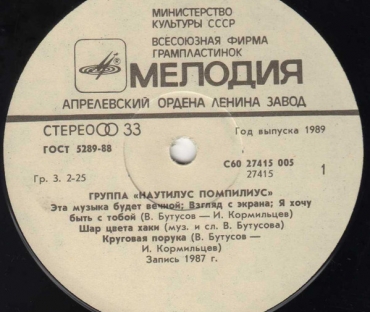 МИНИСТЕРСТВО
КУЛЬТУРЫ СССР
ВСЕСОЮЗНАЯ ФИРМА
ГРАМПЛАСТИНОК
МЕЛОДИЯ
АПРЕЛЕВСКИЙ ОРДЕНА ЛЕНИНА ЗАВОД
СТЕРЕО 33
Год выпуска 1989
ГОСТ 5289-88
С60 27415 005
27415
Гр. 3. 2-25
1
ГРУППА «НАУТИЛУС ПОМПИЛИУС»
Эта музыка будет вечной; Взгляд с экрана; Я хочу
быть с тобой (В. Бутусов — И. Кормильцев)
Шар цвета хаки (муз. и сл. В. Бутусова)
Круговая порука (В. Бутусов —
И. Кормильцев)
Запись 1987 г.